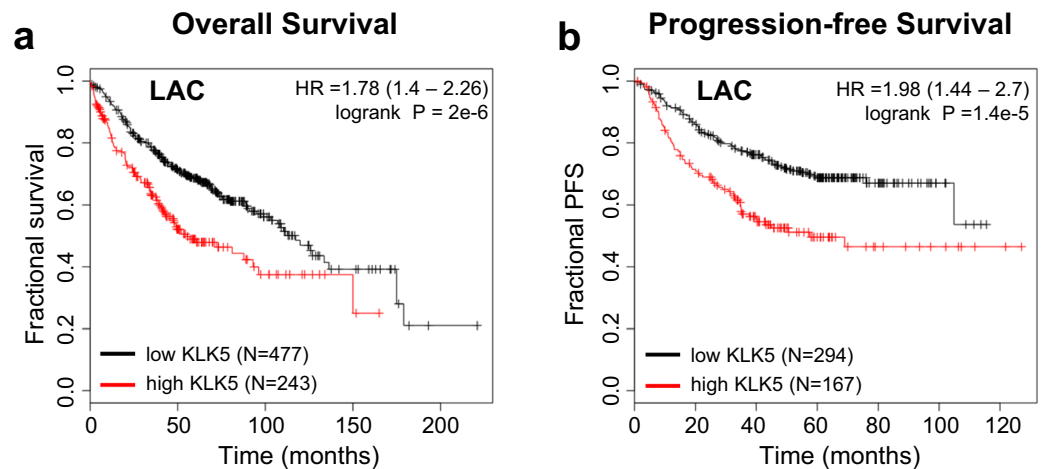 a
Overall Survival
LAC
HR =1.78 (1.4 – 2.26)
logrank P = 2e-6
Fractional survival
1.0
0.8
0.6
0.4
0.2
0.0
low KLK5 (N=477)
high KLK5 (N=243)
0 50 100 150 200
Time (months)
b
Progression-free Survival
LAC
HR =1.98 (1.44 – 2.7)
logrank P =1.4e-5
Fractional PFS
1.0
0.8
0.6
0.4
0.2
0.0
low KLK5 (N=294)
high KLK5 (N=167)
0 20 40 60 80 100 120
Time (months)